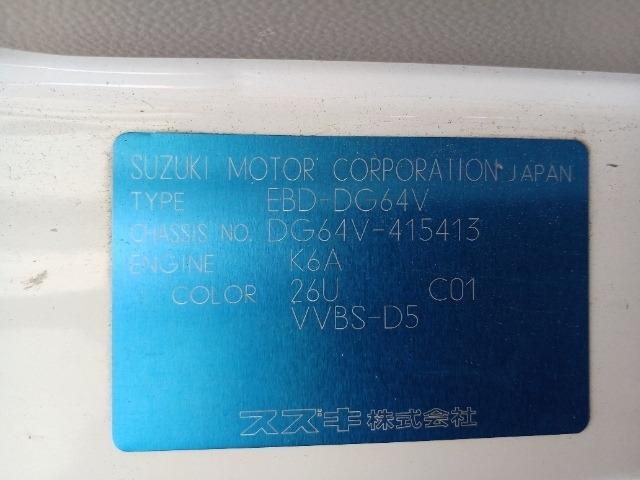 SUZUKI MOTOR CORPORATION JAPAN
TYPE EBD-DG64V
CHASSIS NO. DG64V-415413
ENGINE K6A
COLOR 26U C01
VVBS-D5
スズキ株式会社